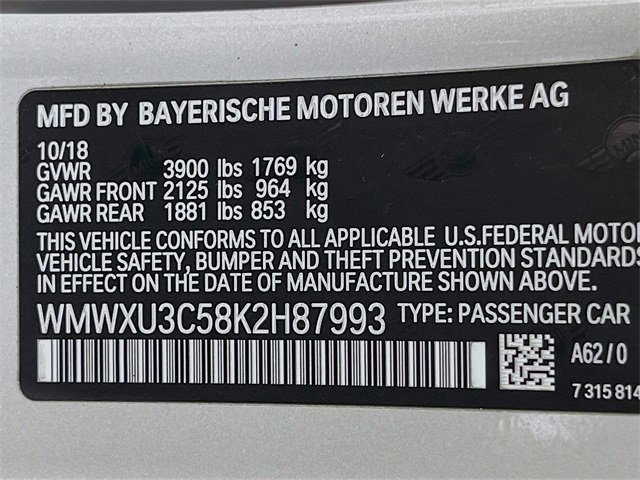 MFD BY BAYERISCHE MOTOREN WERKE AG
10/18
GVWR 3900 lbs 1769 kg
GAWR FRONT 2125 lbs 964 kg
GAWR REAR 1881 lbs 853 kg
THIS VEHICLE CONFORMS TO ALL APPLICABLE U.S.FEDERAL MOTOR
VEHICLE SAFETY, BUMPER AND THEFT PREVENTION STANDARDS
IN EFFECT ON THE DATE OF MANUFACTURE SHOWN ABOVE.
WMWXU3C58K2H87993 TYPE: PASSENGER CAR
A62/0
7 315 814